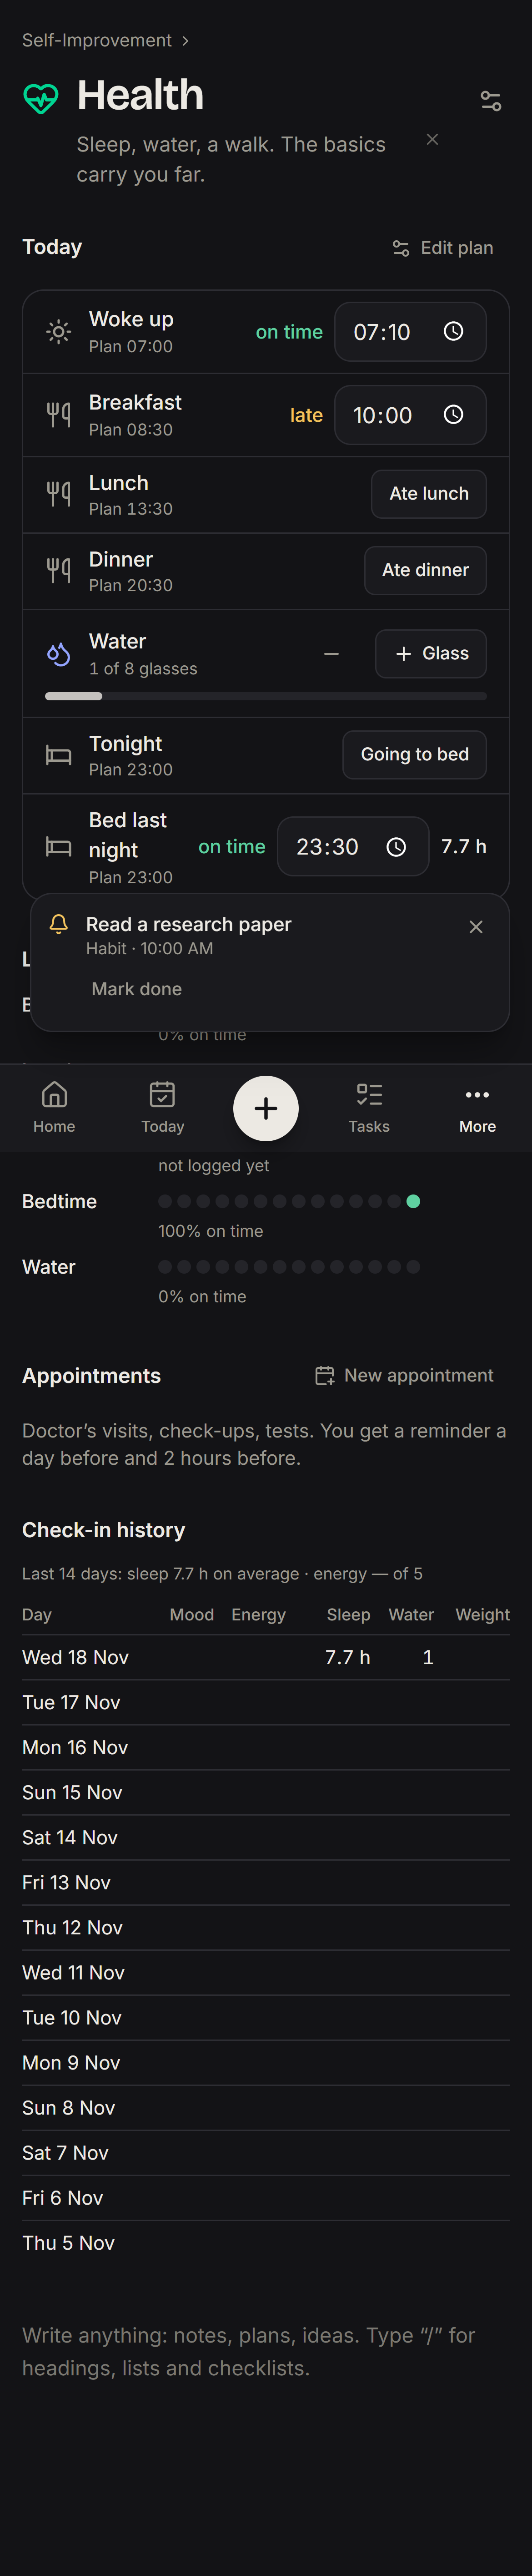 Self-Improvement
Health
Sleep, water, a walk. The basics
carry you far.
Today
Edit plan
Woke up
Plan 07:00
on time
07:10
Breakfast
Plan 08:30
late
10:00
Lunch
Plan 13:30
Ate lunch
Dinner
Plan 20:30
Ate dinner
Water
1 of 8 glasses
Glass
Tonight
Plan 23:00
Going to bed
Bed last
night
Plan 23:00
on time
23:30
7.7 h
Read a research paper
Habit · 10:00 AM
Mark done
0% on time
Home
Today
Tasks
More
not logged yet
Bedtime
100% on time
Water
0% on time
Appointments
New appointment
Doctor’s visits, check-ups, tests. You get a reminder a
day before and 2 hours before.
Check-in history
Last 14 days: sleep 7.7 h on average · energy — of 5
Day Mood Energy Sleep Water Weight
Wed 18 Nov 7.7 h 1
Tue 17 Nov
Mon 16 Nov
Sun 15 Nov
Sat 14 Nov
Fri 13 Nov
Thu 12 Nov
Wed 11 Nov
Tue 10 Nov
Mon 9 Nov
Sun 8 Nov
Sat 7 Nov
Fri 6 Nov
Thu 5 Nov
Write anything: notes, plans, ideas. Type “/” for
headings, lists and checklists.